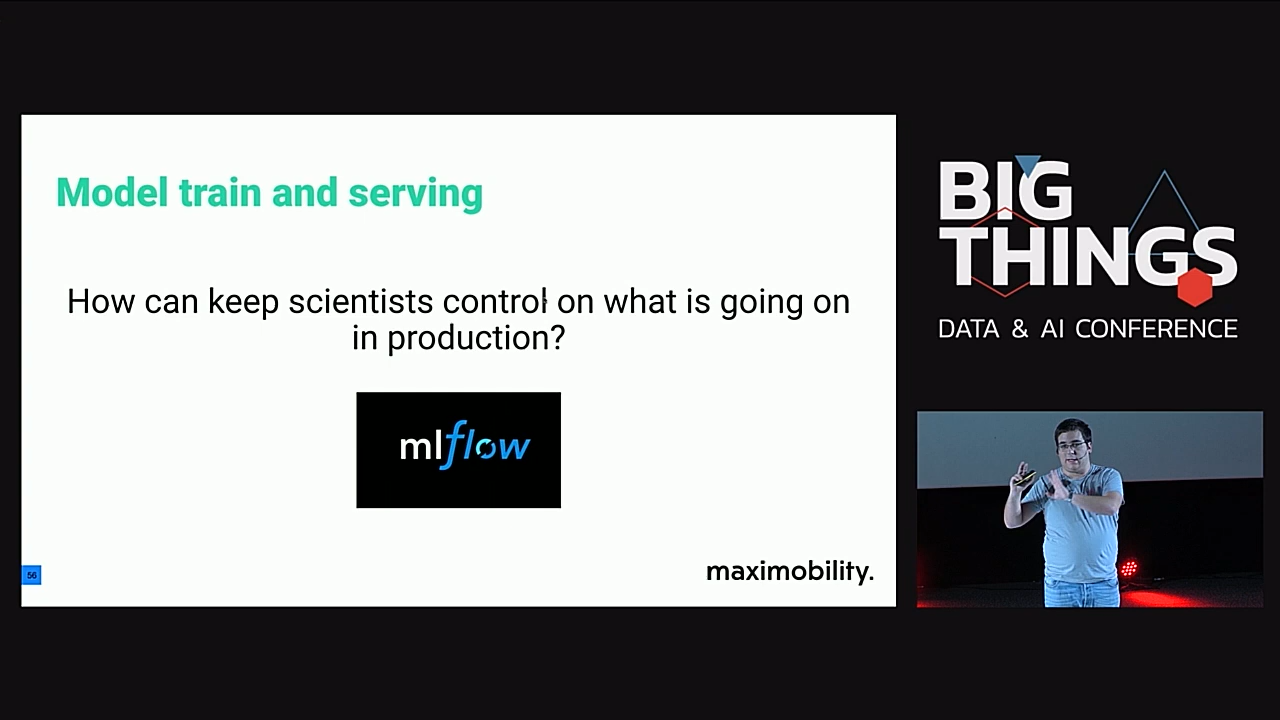 Model train and serving
How can keep scientists control on what is going on
in production?
mlflow
56
maximobility.
BIG
THINGS
DATA & AI CONFERENCE